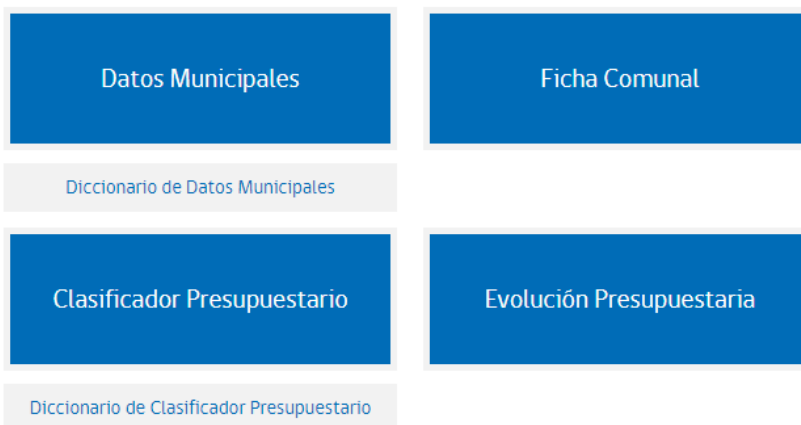 Datos Municipales
Ficha Comunal
Diccionario de Datos Municipales
Clasificador Presupuestario
Evolución Presupuestaria
Diccionario de Clasificador Presupuestario